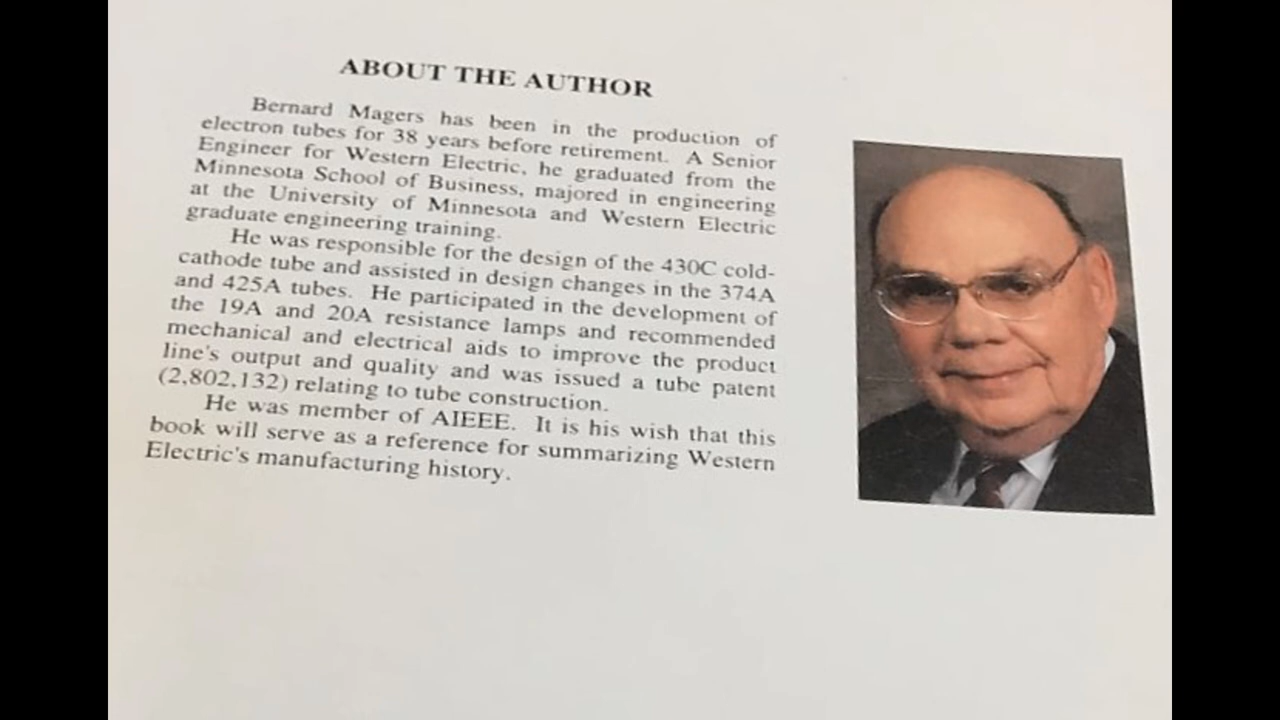 ABOUT THE AUTHOR
Bernard Magers has been in the production of
electron tubes for 38 years before retirement. A Senior
Engineer for Western Electric, he graduated from the
Minnesota School of Business, majored in engineering
at the University of Minnesota and Western Electric
graduate engineering training.
He was responsible for the design of the 430C cold-
cathode tube and assisted in design changes in the 374A
and 425A tubes. He participated in the development of
the 19A and 20A resistance lamps and recommended
mechanical and electrical aids to improve the product
line's output and quality and was issued a tube patent
(2,802,132) relating to tube construction.
He was member of AIEEE. It is his wish that this
book will serve as a reference for summarizing Western
Electric's manufacturing history.